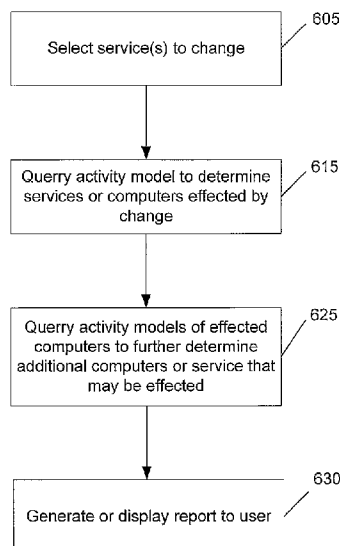 605
Select service(s) to change
615
Querry activity model to determine
services or computers effected by
change
625
Querry activity models of effected
computers to further determine
additional computers or service that
may be effected
630
Generate or display report to user